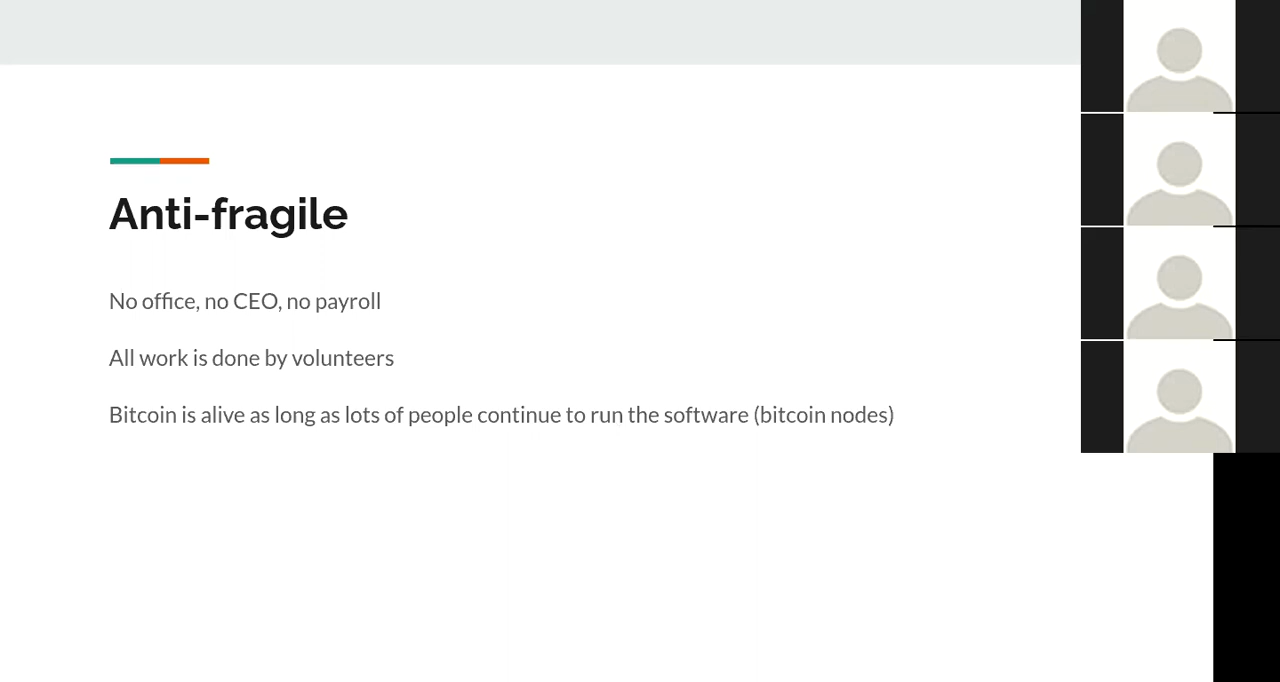 Anti-fragile
No office, no CEO, no payroll
All work is done by volunteers
Bitcoin is alive as long as lots of people continue to run the software (bitcoin nodes)